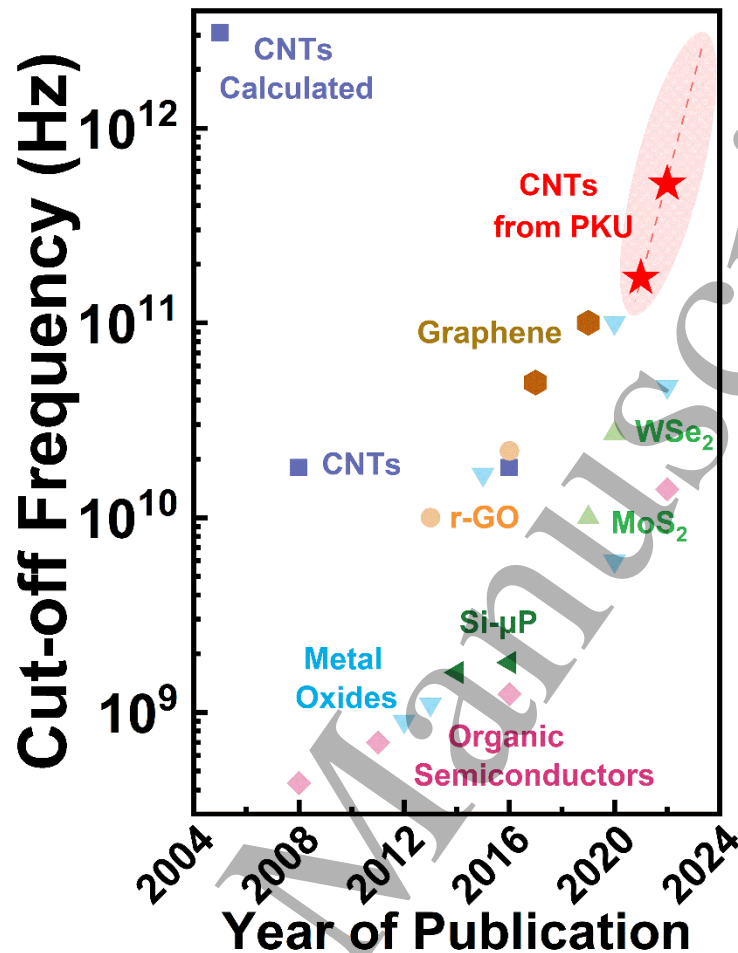 CNTs
Calculated
10¹²
CNTs
from PKU
10¹¹
Graphene
WSe₂
CNTs
10¹⁰
r-GO
MoS₂
Si-μP
Metal
Oxides
10⁹
Organic
Semiconductors
2004
2008
2012
2016
2020
2024
Year of Publication
Cut-off Frequency (Hz)